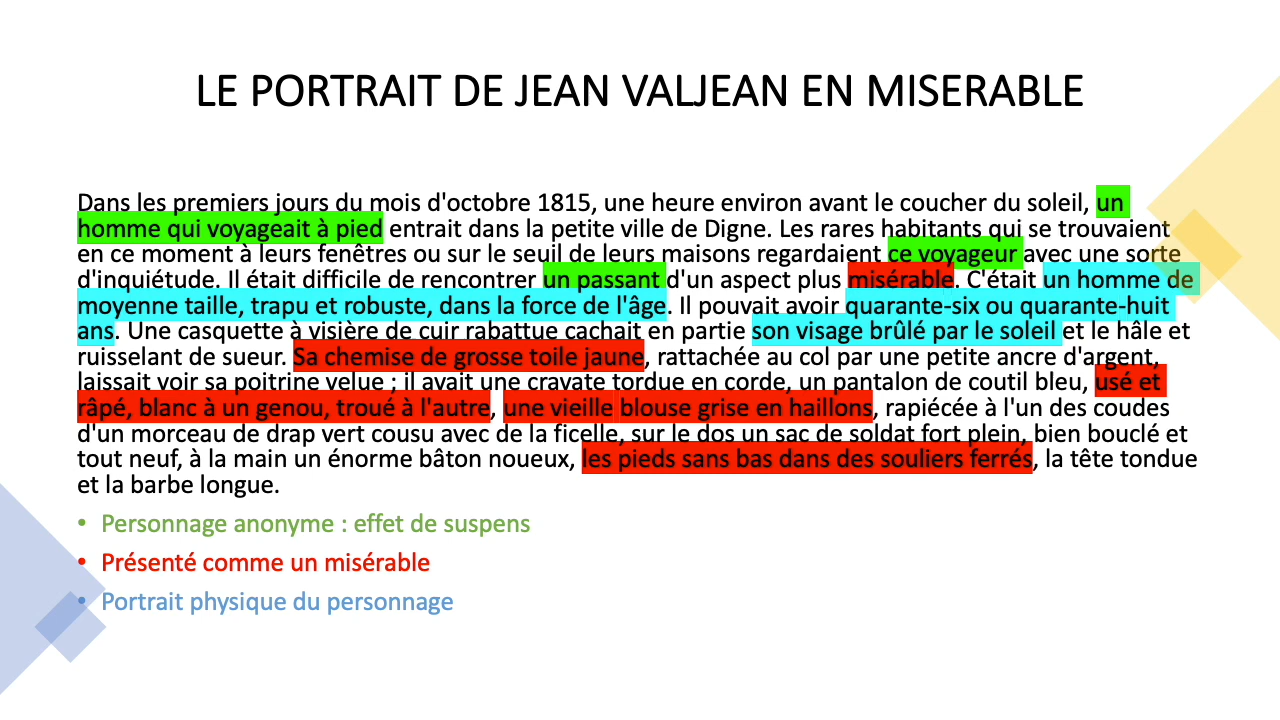 LE PORTRAIT DE JEAN VALJEAN EN MISERABLE
Dans les premiers jours du mois d'octobre 1815, une heure environ avant le coucher du soleil, un
homme qui voyageait à pied entrait dans la petite ville de Digne. Les rares habitants qui se trouvaient
en ce moment à leurs fenêtres ou sur le seuil de leurs maisons regardaient ce voyageur avec une sorte
d'inquiétude. Il était difficile de rencontrer un passant d'un aspect plus misérable. C'était un homme de
moyenne taille, trapu et robuste, dans la force de l'âge. Il pouvait avoir quarante-six ou quarante-huit
ans. Une casquette à visière de cuir rabattue cachait en partie son visage brûlé par le soleil et le hâle et
ruisselant de sueur. Sa chemise de grosse toile jaune, rattachée au col par une petite ancre d'argent,
laissait voir sa poitrine velue ; il avait une cravate tordue en corde, un pantalon de coutil bleu, usé et
râpé, blanc à un genou, troué à l'autre, une vieille blouse grise en haillons, rapiécée à l'un des coudes
d'un morceau de drap vert cousu avec de la ficelle, sur le dos un sac de soldat fort plein, bien bouclé et
tout neuf, à la main un énorme bâton noueux, les pieds sans bas dans des souliers ferrés, la tête tondue
et la barbe longue.
• Personnage anonyme : effet de suspens
• Présenté comme un misérable
• Portrait physique du personnage